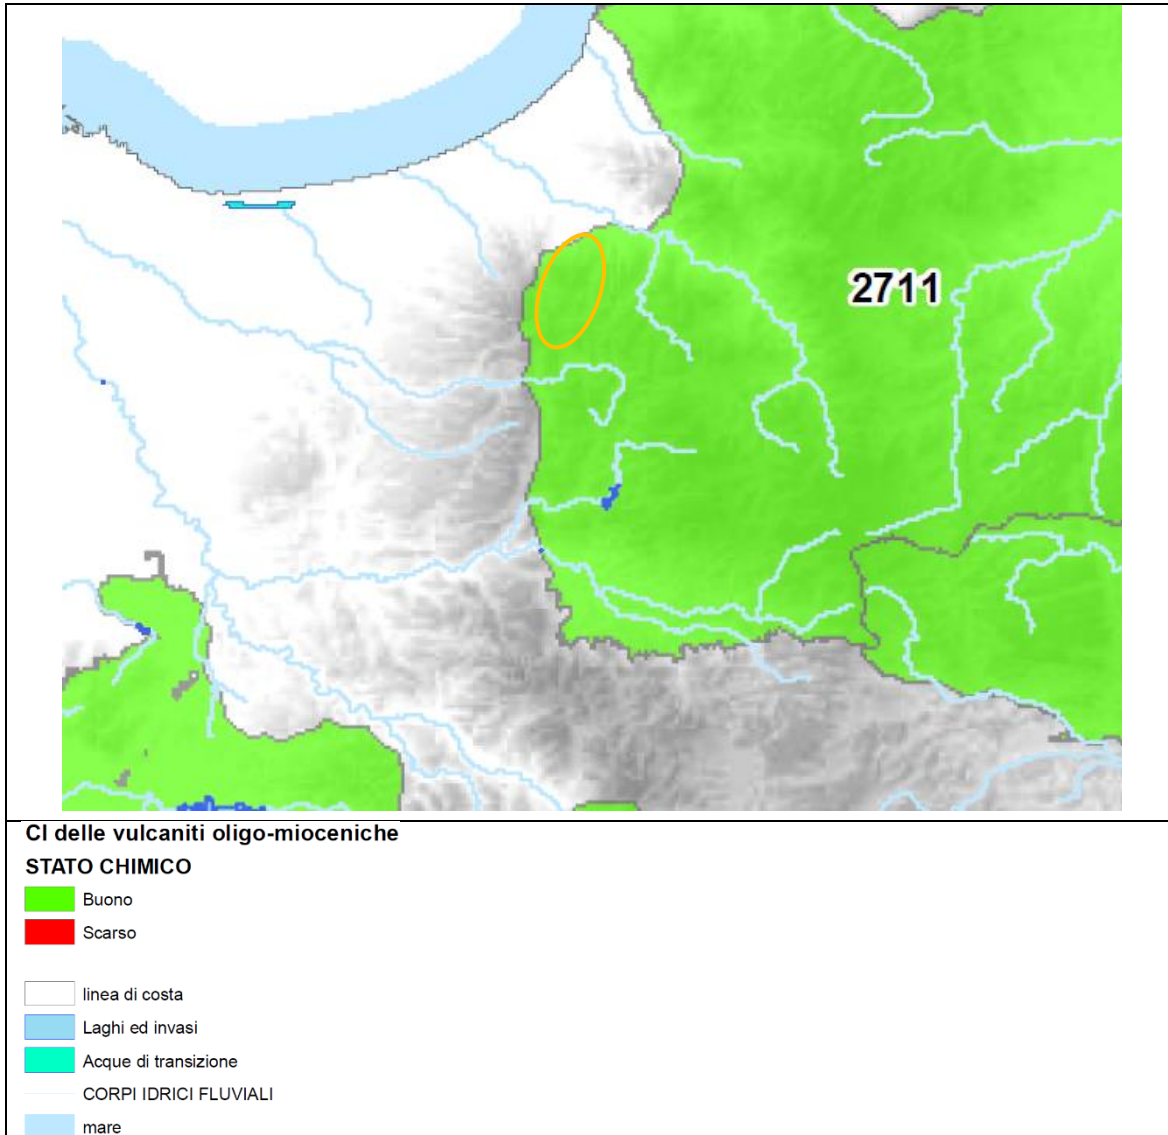 2711
CI delle vulcaniti oligo-mioceniche
STATO CHIMICO
Buono
Scarso
linea di costa
Laghi ed invasi
Acque di transizione
CORPI IDRICI FLUVIALI
mare